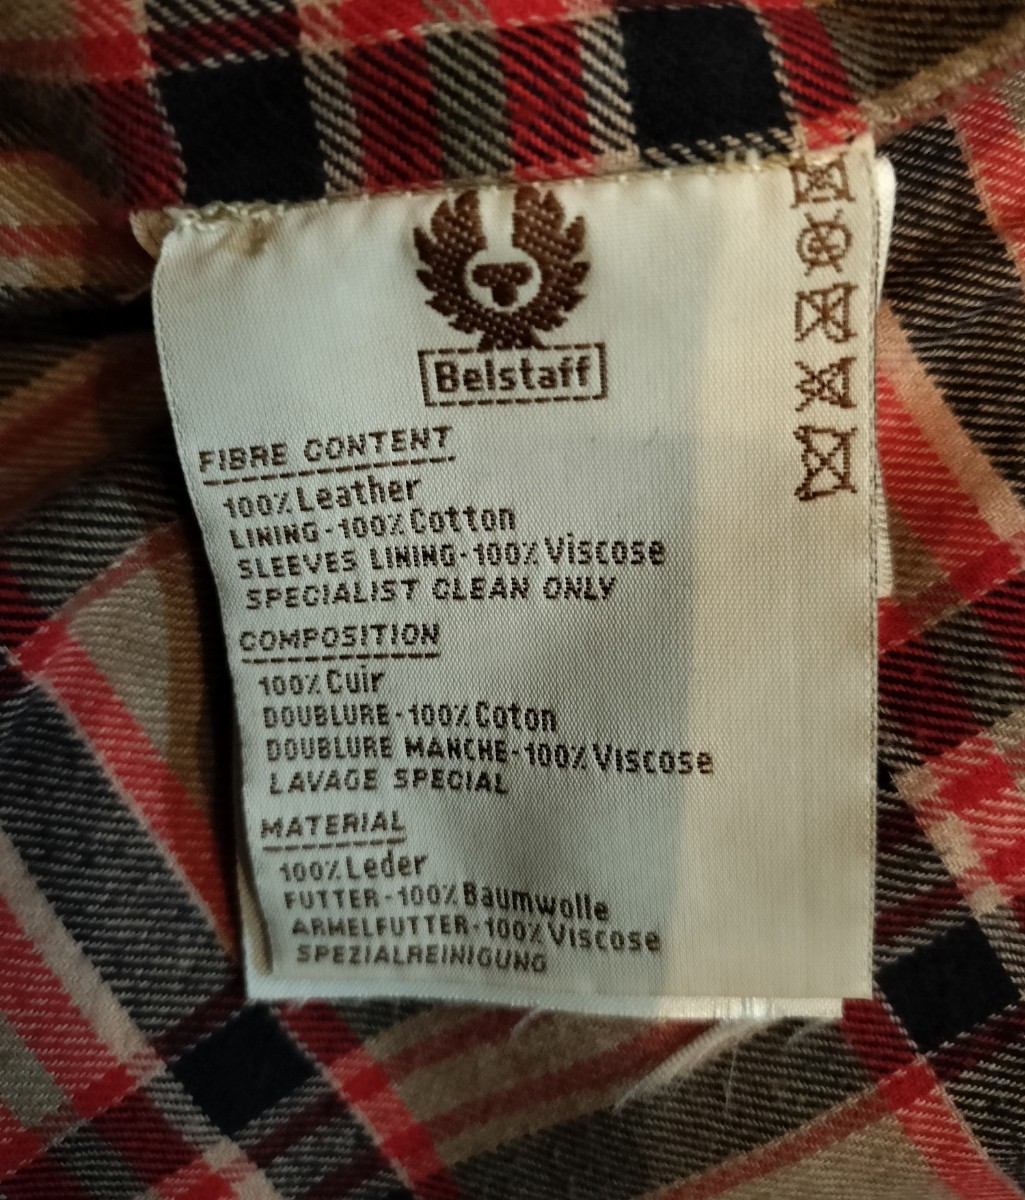 Belstaff
FIBRE CONTENT
100% Leather
LINING-100% Cotton
SLEEVES LINING-100% Viscose
SPECIALIST CLEAN ONLY
COMPOSITION
100% Cuir
DOUBLURE-100% Coton
DOUBLURE MANCHE-100% Viscose
LAVAGE SPECIAL
MATERIAL
100% Leder
FUTTER-100% Baumwolle
ARMELFUTTER-100% Viscose
SPEZIALREINIGUNG